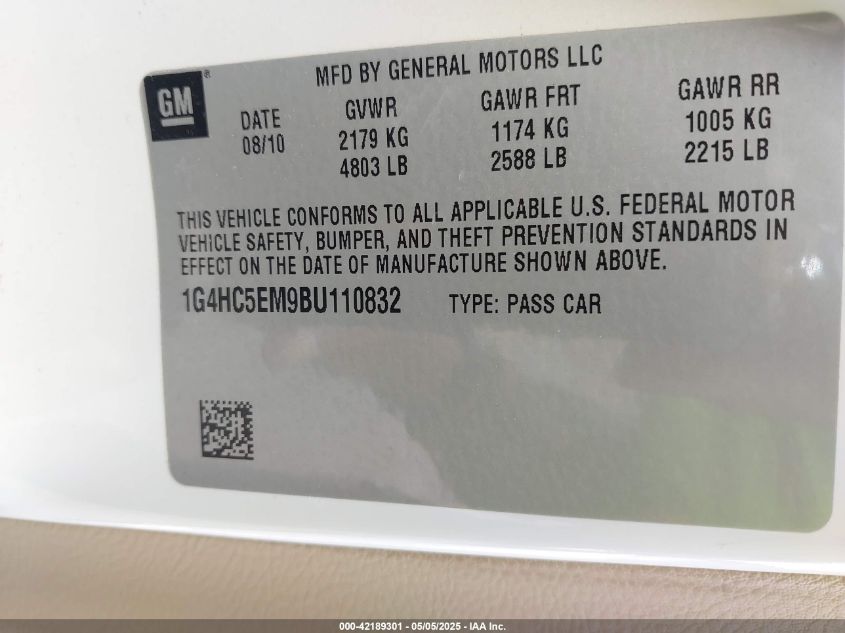 GM®
MFD BY GENERAL MOTORS LLC
DATE GVWR GAWR FRT GAWR RR
08/10 2179 KG 1174 KG 1005 KG
4803 LB 2588 LB 2215 LB
THIS VEHICLE CONFORMS TO ALL APPLICABLE U.S. FEDERAL MOTOR
VEHICLE SAFETY, BUMPER, AND THEFT PREVENTION STANDARDS IN
EFFECT ON THE DATE OF MANUFACTURE SHOWN ABOVE.
1G4HC5EM9BU110832 TYPE: PASS CAR
000-42189301 - 05/05/2025 - IAA Inc.